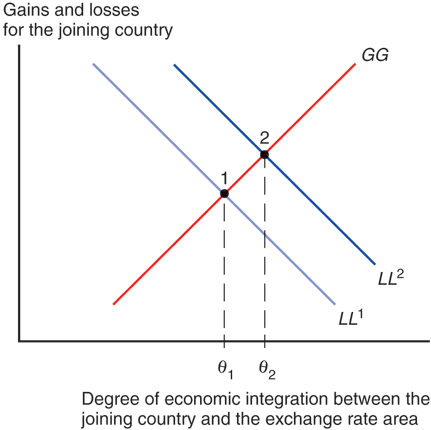 Gains and losses
for the joining country
GG
2
1
LL²
LL¹
θ₁ θ₂
Degree of economic integration between the
joining country and the exchange rate area